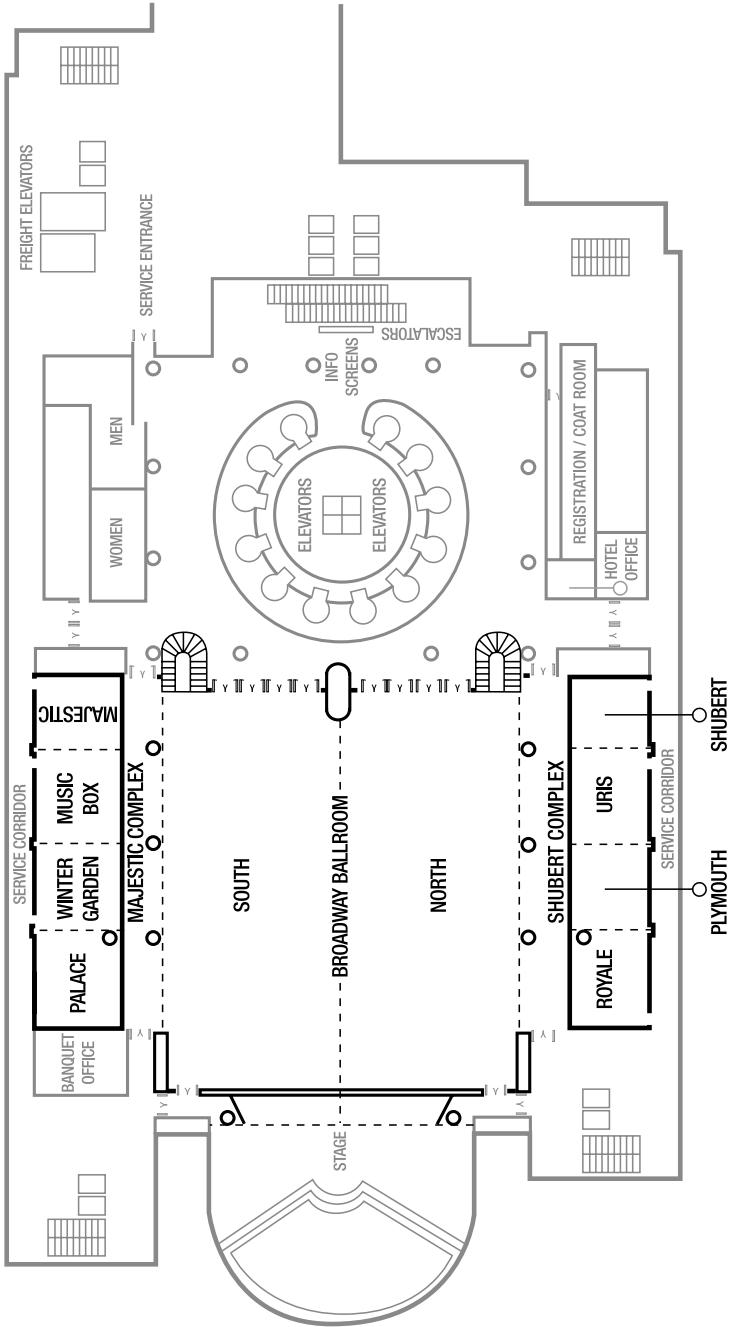 FREIGHT ELEVATORS
SERVICE ENTRANCE
ESCALATORS
INFO
SCREENS
MEN
WOMEN
ELEVATORS
ELEVATORS
REGISTRATION / COAT ROOM
HOTEL
OFFICE
MAJESTIC
MUSIC
BOX
WINTER
GARDEN
PALACE
SERVICE CORRIDOR
MAJESTIC COMPLEX
SOUTH
BROADWAY BALLROOM
NORTH
SHUBERT COMPLEX
URIS
ROYALE
SERVICE CORRIDOR
SHUBERT
PLYMOUTH
BANQUET
OFFICE
STAGE